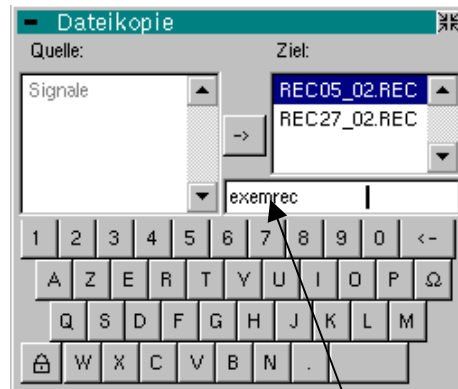 Dateikopie
Quelle: Ziel:
Signale
REC05_02.REC
REC27_02.REC
->
exemrec
1 2 3 4 5 6 7 8 9 0 <-
A Z E R T Y U I O P Ω
Q S D F G H J K L M
W X C V B N .